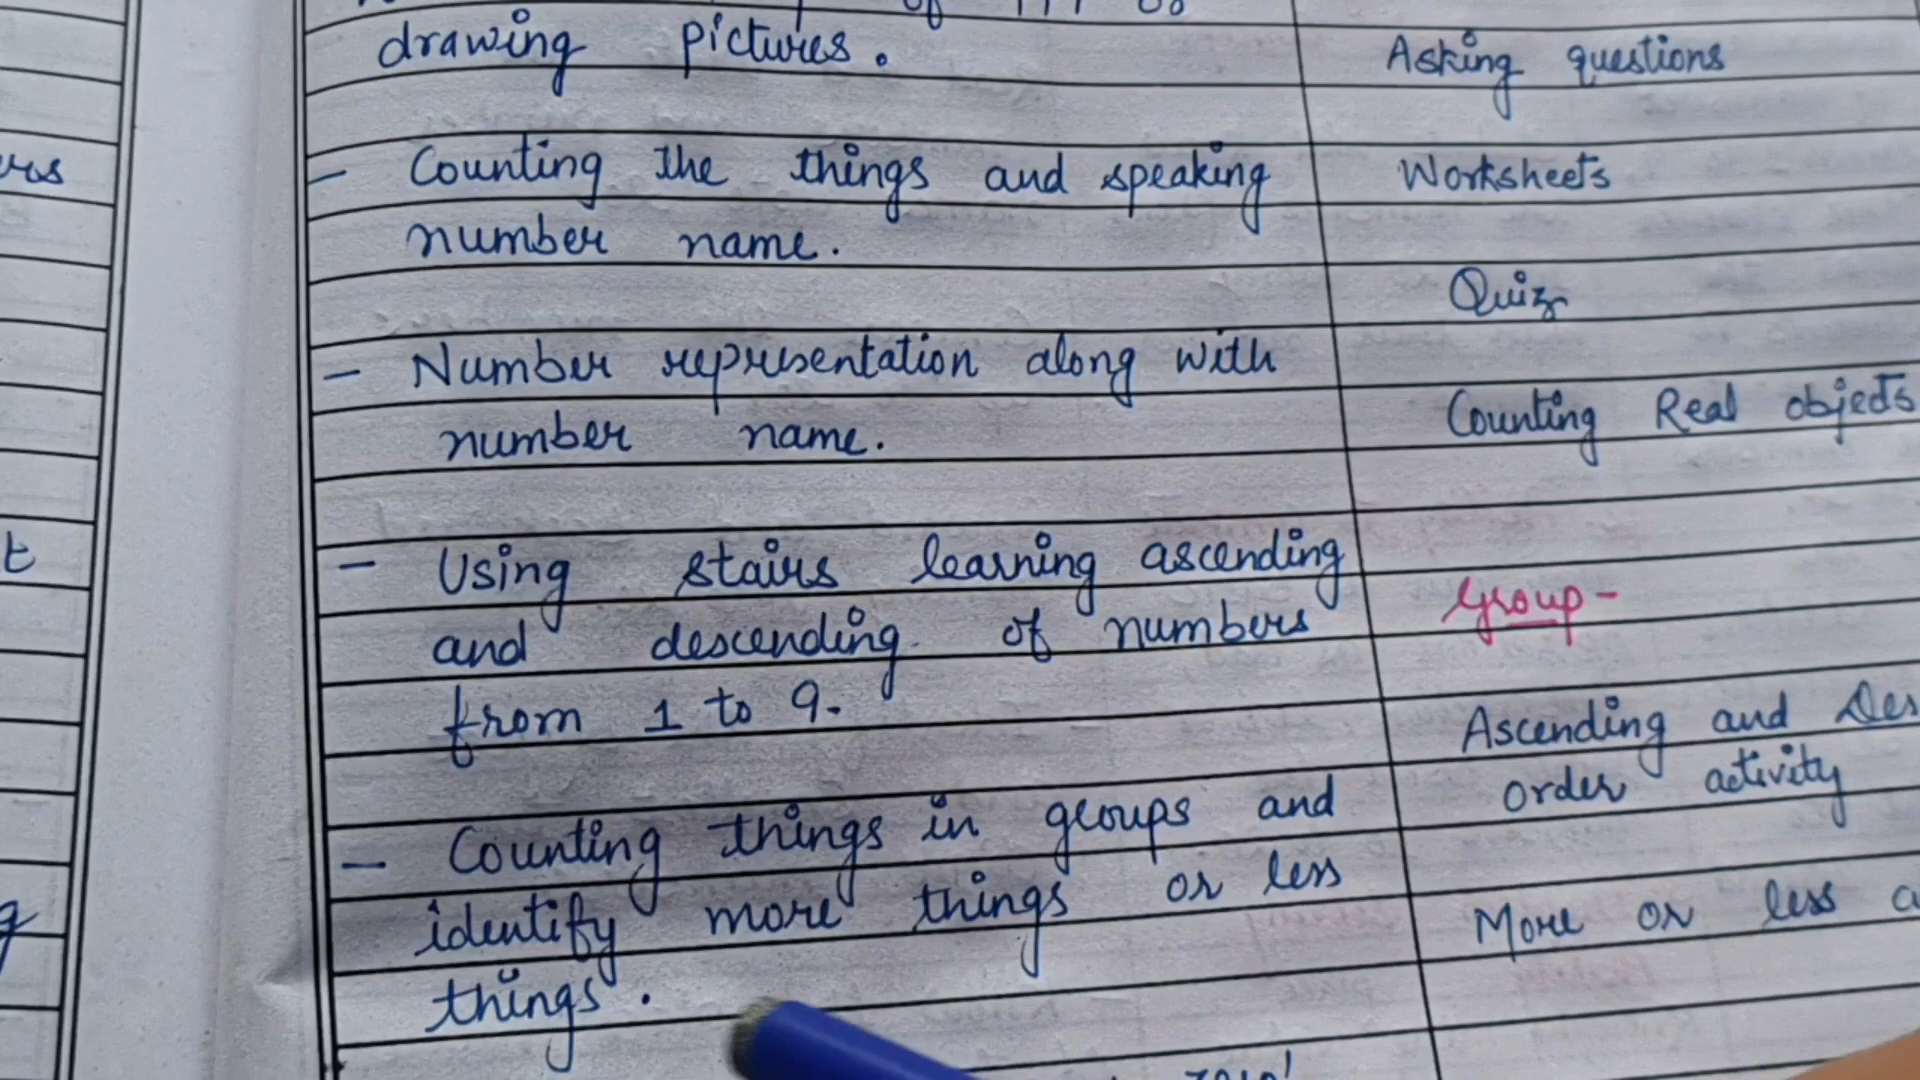 drawing pictures.
- Counting the things and speaking
number name.
- Number representation along with
number name.
- Using stairs learning ascending
and descending of numbers
from 1 to 9.
- Counting things in groups and
identify more things or less
things.
Asking questions
Worksheets
Quiz
Counting Real objects
Group-
Ascending and Des
order activity
More or less a